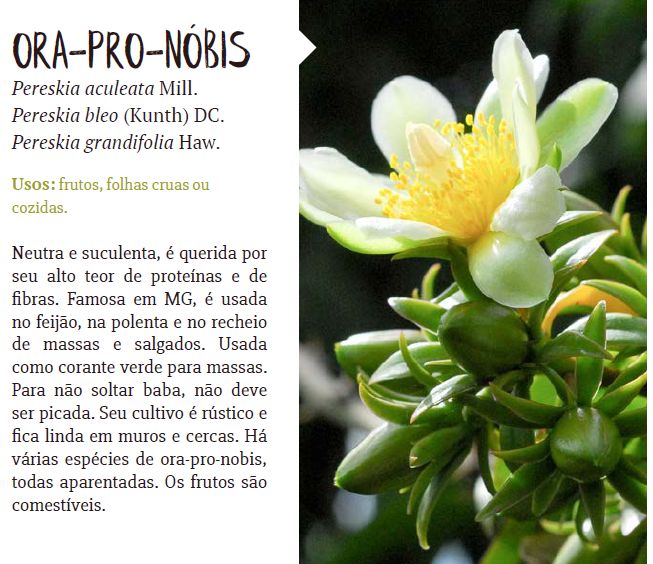 ORA-PRO-NÓBIS
Pereskia aculeata Mill.
Pereskia bleo (Kunth) DC.
Pereskia grandifolia Haw.
Usos: frutos, folhas cruas ou
cozidas.
Neutra e suculenta, é querida por
seu alto teor de proteínas e de
fibras. Famosa em MG, é usada
no feijão, na polenta e no recheio
de massas e salgados. Usada
como corante verde para massas.
Para não soltar baba, não deve
ser picada. Seu cultivo é rústico e
fica linda em muros e cercas. Há
várias espécies de ora-pro-nobis,
todas aparentadas. Os frutos são
comestíveis.